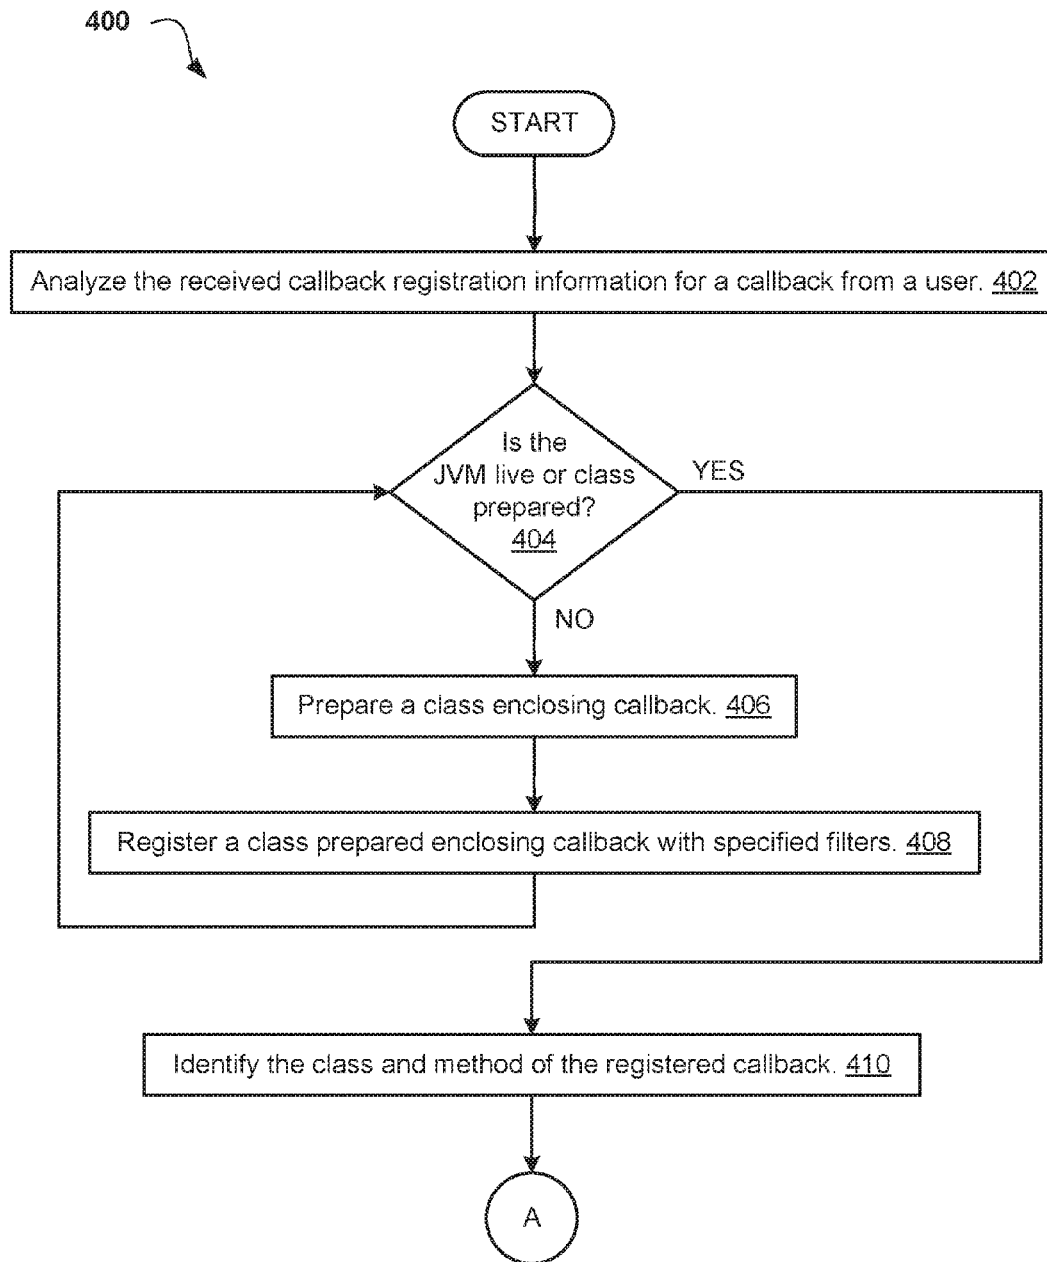 400
START
Analyze the received callback registration information for a callback from a user. 402
Is the
JVM live or class
prepared?
404
YES
NO
Prepare a class enclosing callback. 406
Register a class prepared enclosing callback with specified filters. 408
Identify the class and method of the registered callback. 410
A